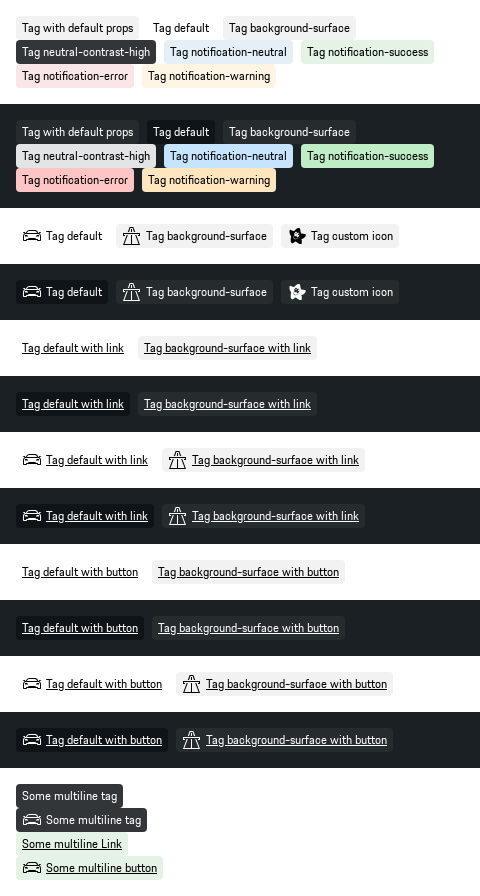 Tag with default props Tag default Tag background-surface
Tag neutral-contrast-high Tag notification-neutral Tag notification-success
Tag notification-error Tag notification-warning
Tag with default props Tag default Tag background-surface
Tag neutral-contrast-high Tag notification-neutral Tag notification-success
Tag notification-error Tag notification-warning
Tag default Tag background-surface Tag custom icon
Tag default Tag background-surface Tag custom icon
Tag default with link Tag background-surface with link
Tag default with link Tag background-surface with link
Tag default with link Tag background-surface with link
Tag default with link Tag background-surface with link
Tag default with button Tag background-surface with button
Tag default with button Tag background-surface with button
Tag default with button Tag background-surface with button
Tag default with button Tag background-surface with button
Some multiline tag
Some multiline tag
Some multiline Link
Some multiline button